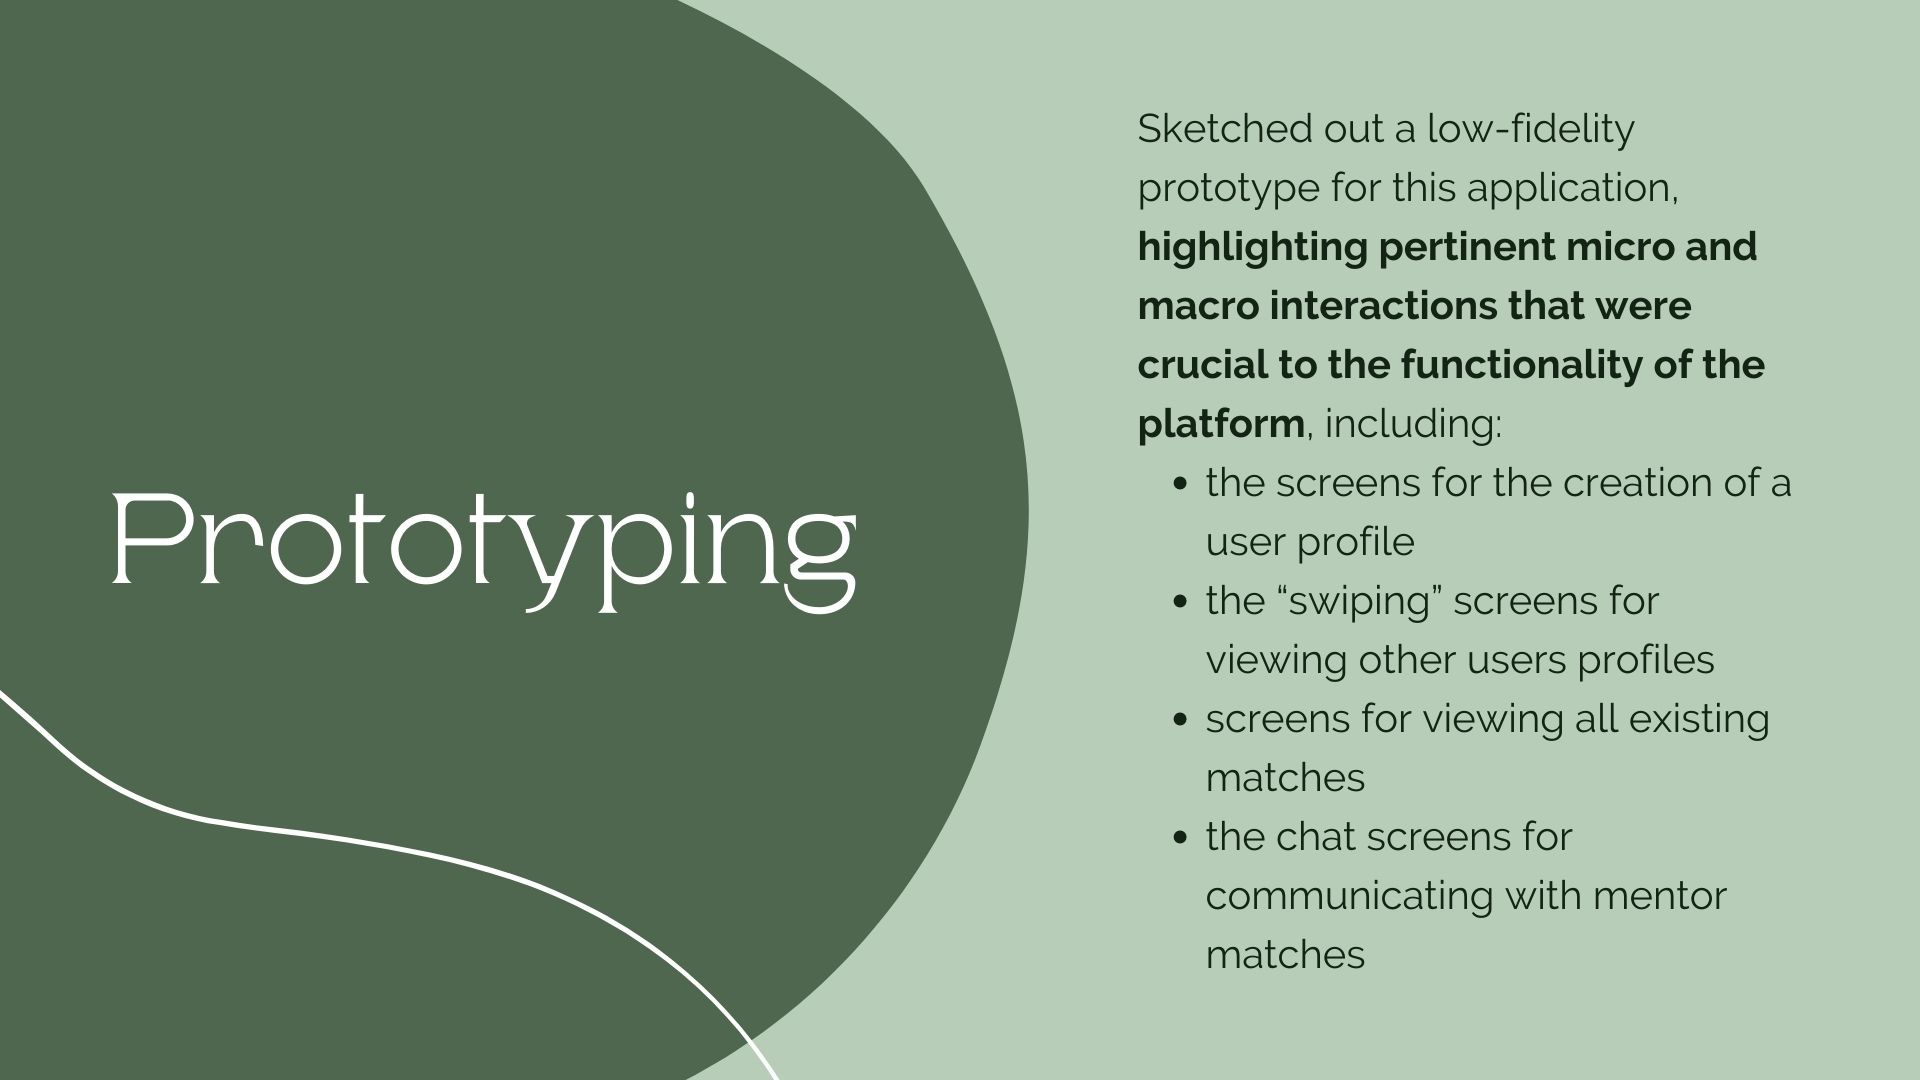 Prototyping
Sketched out a low-fidelity
prototype for this application,
highlighting pertinent micro and
macro interactions that were
crucial to the functionality of the
platform, including:
• the screens for the creation of a
user profile
• the “swiping” screens for
viewing other users profiles
• screens for viewing all existing
matches
• the chat screens for
communicating with mentor
matches